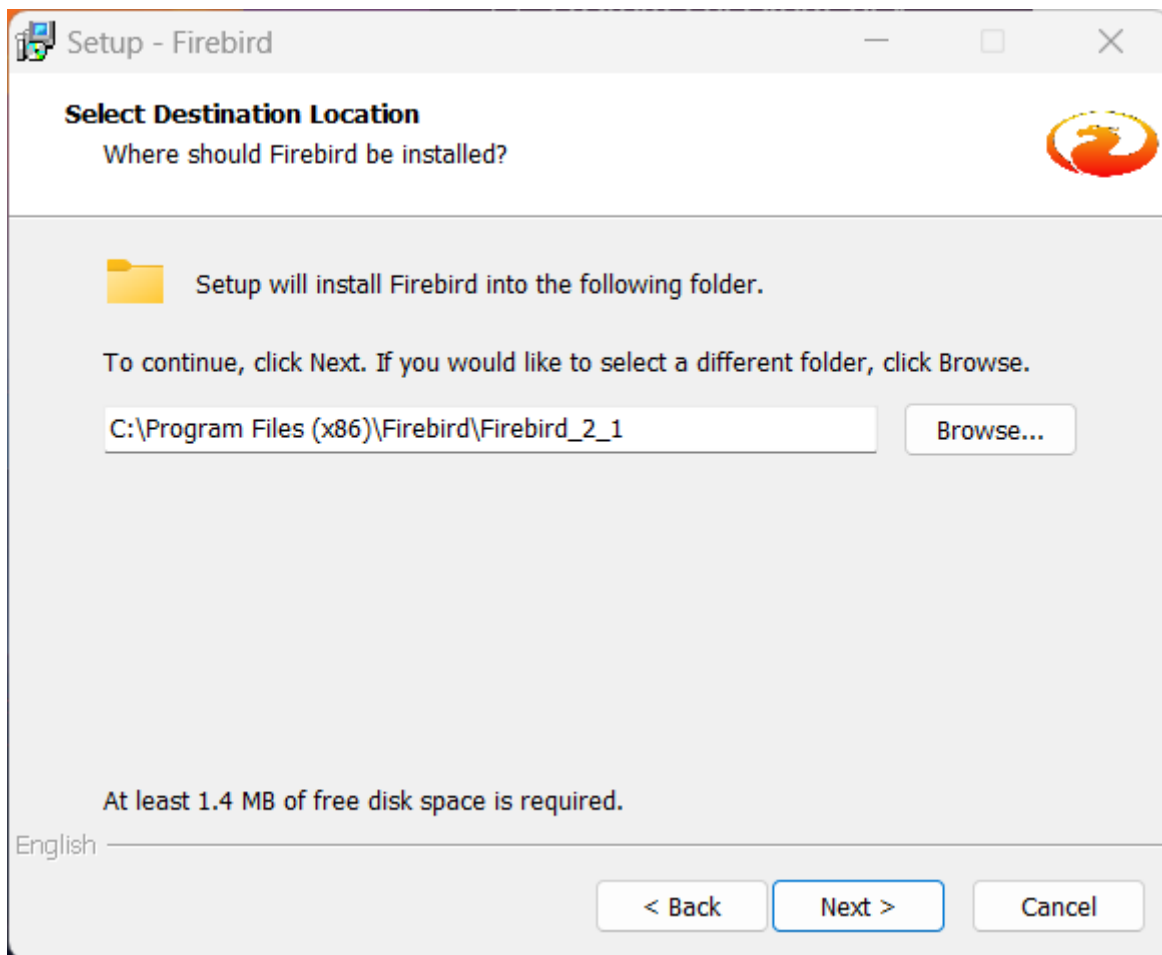 Setup - Firebird
Select Destination Location
Where should Firebird be installed?
Setup will install Firebird into the following folder.
To continue, click Next. If you would like to select a different folder, click Browse.
C:\Program Files (x86)\Firebird\Firebird_2_1
Browse...
At least 1.4 MB of free disk space is required.
English
< Back
Next >
Cancel